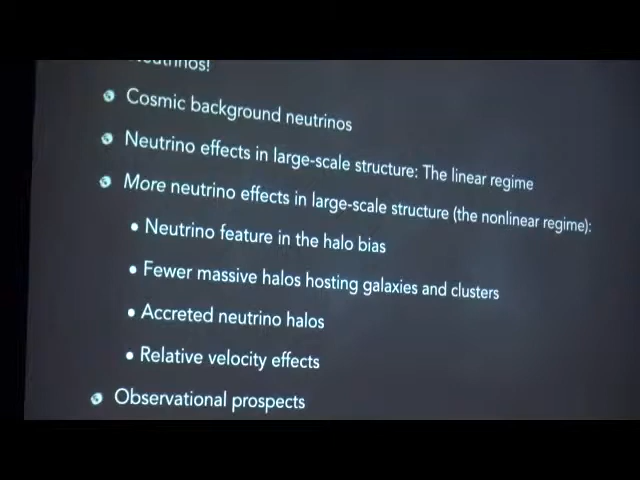 Neutrinos!
Cosmic background neutrinos
Neutrino effects in large-scale structure: The linear regime
More neutrino effects in large-scale structure (the nonlinear regime):
• Neutrino feature in the halo bias
• Fewer massive halos hosting galaxies and clusters
• Accreted neutrino halos
• Relative velocity effects
Observational prospects